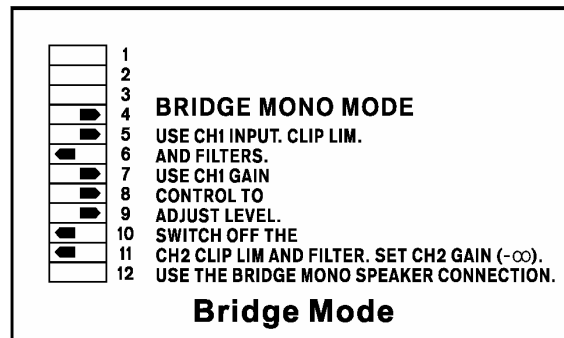 1
2
3
4 BRIDGE MONO MODE
5 USE CH1 INPUT. CLIP LIM.
6 AND FILTERS.
7 USE CH1 GAIN
8 CONTROL TO
9 ADJUST LEVEL.
10 SWITCH OFF THE
11 CH2 CLIP LIM AND FILTER. SET CH2 GAIN (-∞).
12 USE THE BRIDGE MONO SPEAKER CONNECTION.
Bridge Mode